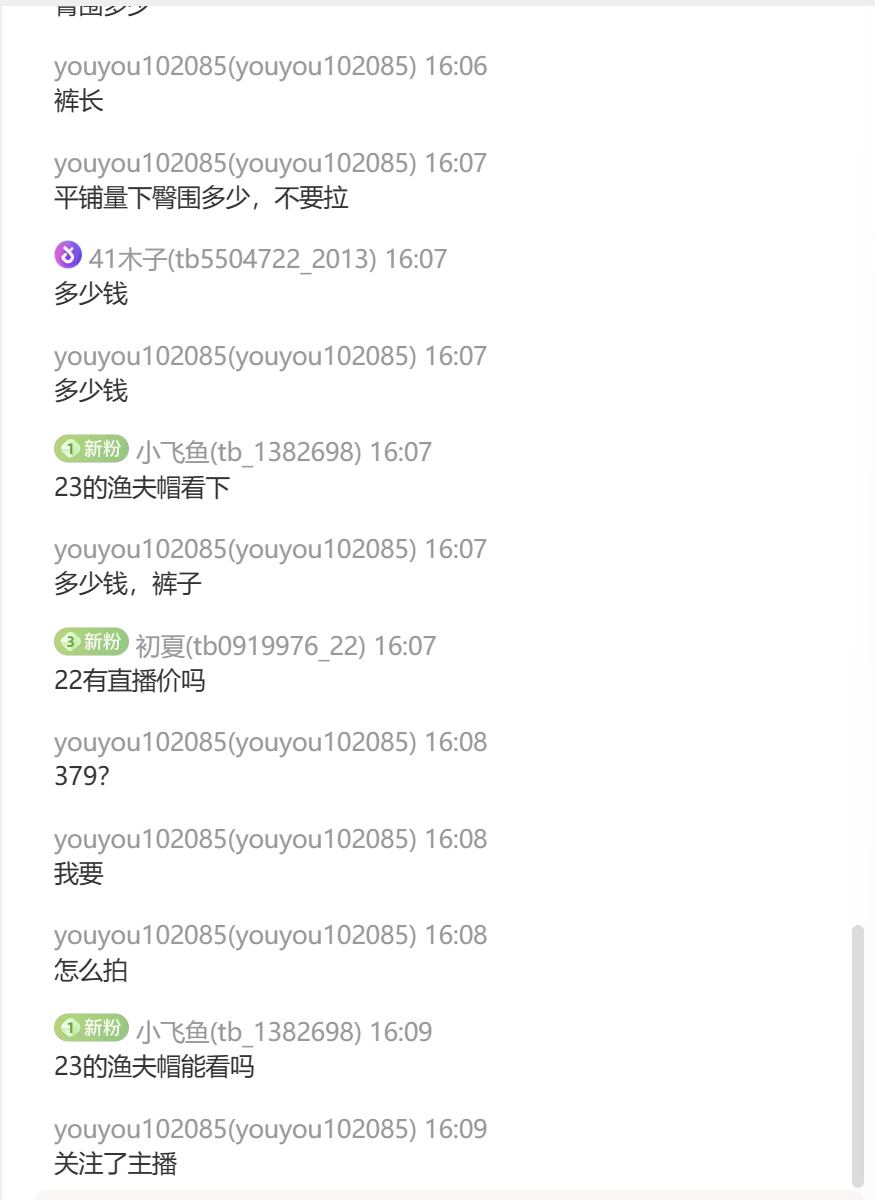 youyou102085(youyou102085) 16:06
裤长
youyou102085(youyou102085) 16:07
平铺量下臀围多少，不要拉
41木子(tb5504722_2013) 16:07
多少钱
youyou102085(youyou102085) 16:07
多少钱
1 新粉 小飞鱼(tb_1382698) 16:07
23的渔夫帽看下
youyou102085(youyou102085) 16:07
多少钱，裤子
3 新粉 初夏(tb0919976_22) 16:07
22有直播价吗
youyou102085(youyou102085) 16:08
379?
youyou102085(youyou102085) 16:08
我要
youyou102085(youyou102085) 16:08
怎么拍
1 新粉 小飞鱼(tb_1382698) 16:09
23的渔夫帽能看吗
youyou102085(youyou102085) 16:09
关注了主播